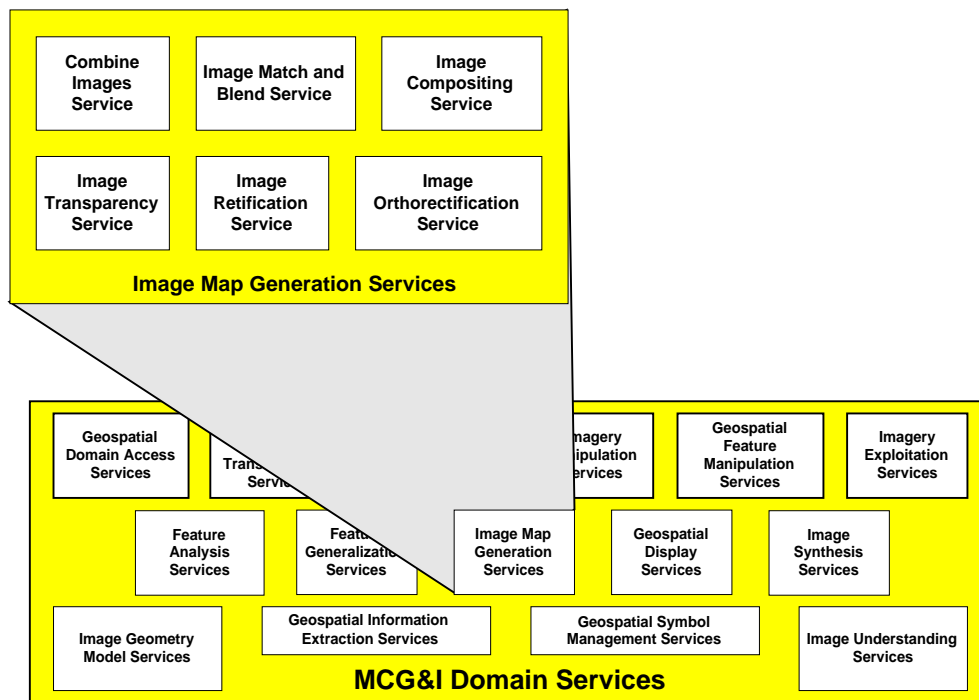 Combine
Images
Service
Image Match and
Blend Service
Image
Compositing
Service
Image
Transparency
Service
Image
Retification
Service
Image
Orthorectification
Service
Image Map Generation Services
Geospatial
Domain Access
Services
Imagery
Services
Geospatial
Feature
Manipulation
Services
Imagery
Exploitation
Services
Feature
Analysis
Services
Feature
Generalization
Services
Image Map
Generation
Services
Geospatial
Display
Services
Image
Synthesis
Services
Image Geometry
Model Services
Geospatial Information
Extraction Services
Geospatial Symbol
Management Services
Image Understanding
Services
MCG&I Domain Services